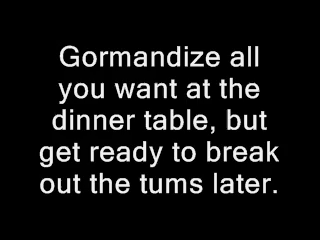 Gormandize all
you want at the
dinner table, but
get ready to break
out the tums later.